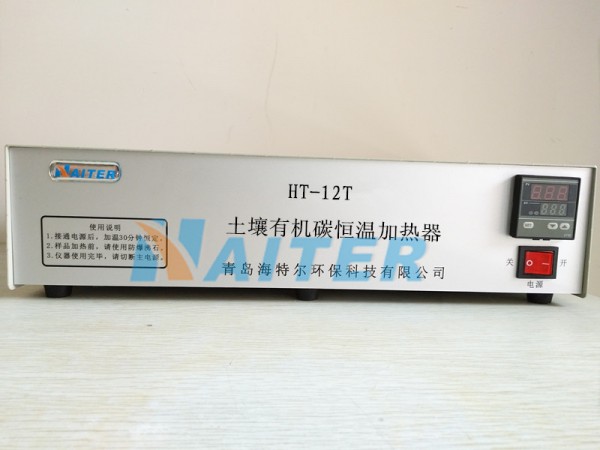 HAITER
HT-12T
土壤有机碳恒温加热器
青岛海特尔环保科技有限公司
使用说明
1.接通电源后，加温30分钟恒定。
2.样品加热前，请使用防爆沸石。
3.仪器使用完毕，请切断主电源。
HAITER
关
开
电源